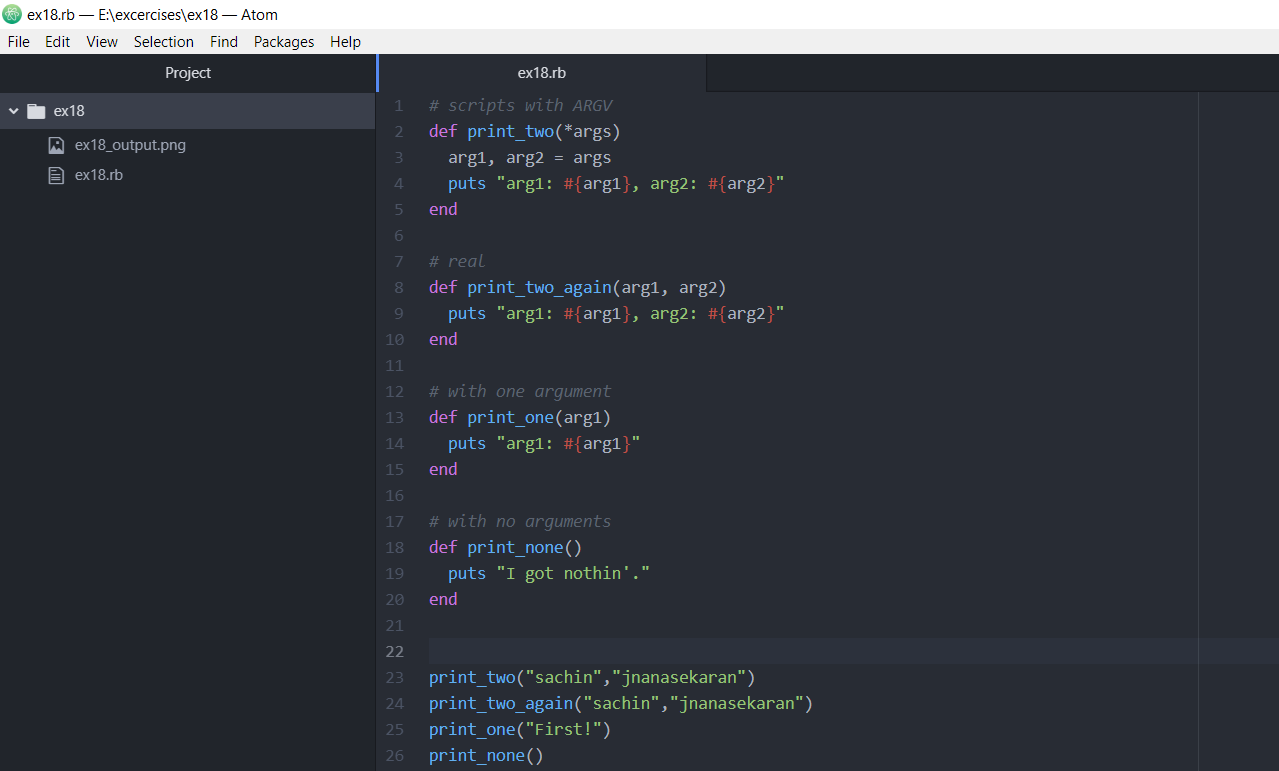 ex18.rb — E:\excercises\ex18 — Atom
File Edit View Selection Find Packages Help
Project
ex18
ex18_output.png
ex18.rb
ex18.rb
1 # scripts with ARGV
2 def print_two(*args)
3   arg1, arg2 = args
4   puts "arg1: #{arg1}, arg2: #{arg2}"
5 end
6
7 # real
8 def print_two_again(arg1, arg2)
9   puts "arg1: #{arg1}, arg2: #{arg2}"
10 end
11
12 # with one argument
13 def print_one(arg1)
14   puts "arg1: #{arg1}"
15 end
16
17 # with no arguments
18 def print_none()
19   puts "I got nothin'."
20 end
21
22
23 print_two("sachin","jnanasekaran")
24 print_two_again("sachin","jnanasekaran")
25 print_one("First!")
26 print_none()